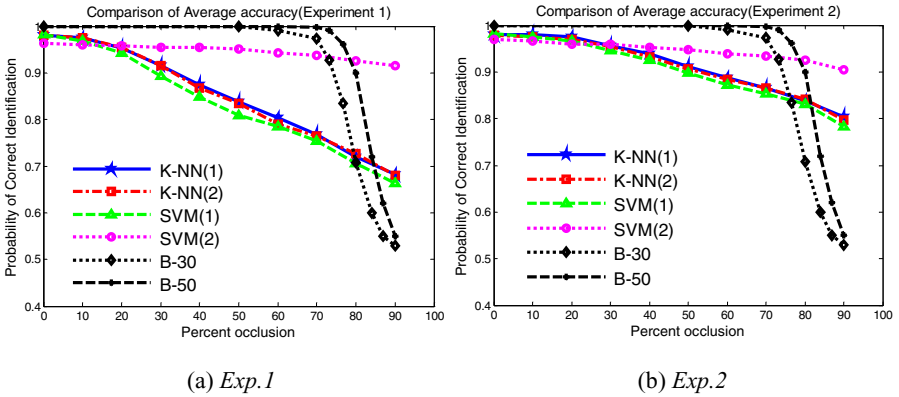 Comparison of Average accuracy(Experiment 1)
Probability of Correct Identification
1
0.9
0.8
0.7
0.6
0.5
0.4
K-NN(1)
K-NN(2)
SVM(1)
SVM(2)
B-30
B-50
0 10 20 30 40 50 60 70 80 90 100
Percent occlusion
(a) Exp.1
Comparison of Average accuracy(Experiment 2)
Probability of Correct Identification
1
0.9
0.8
0.7
0.6
0.5
0.4
K-NN(1)
K-NN(2)
SVM(1)
SVM(2)
B-30
B-50
0 10 20 30 40 50 60 70 80 90 100
Percent occlusion
(b) Exp.2